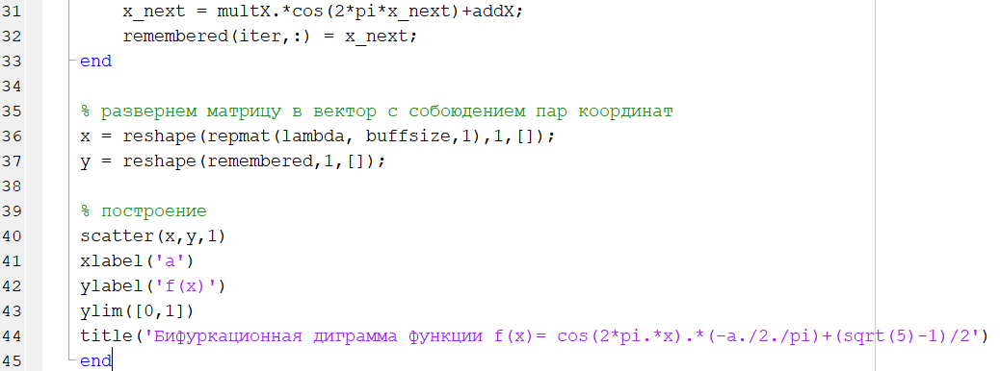 31 x_next = multX.*cos(2*pi*x_next)+addX;
32 remembered(iter,:) = x_next;
33 end
34
35 % развернем матрицу в вектор с собоюдением пар координат
36 x = reshape(repmat(lambda, buffsize,1),1,[]);
37 y = reshape(remembered,1,[]);
38
39 % построение
40 scatter(x,y,1)
41 xlabel('a')
42 ylabel('f(x)')
43 ylim([0,1])
44 title('Бифуркационная диграмма функции f(x)= cos(2*pi.*x).*(-a./2./pi)+(sqrt(5)-1)/2')
45 end